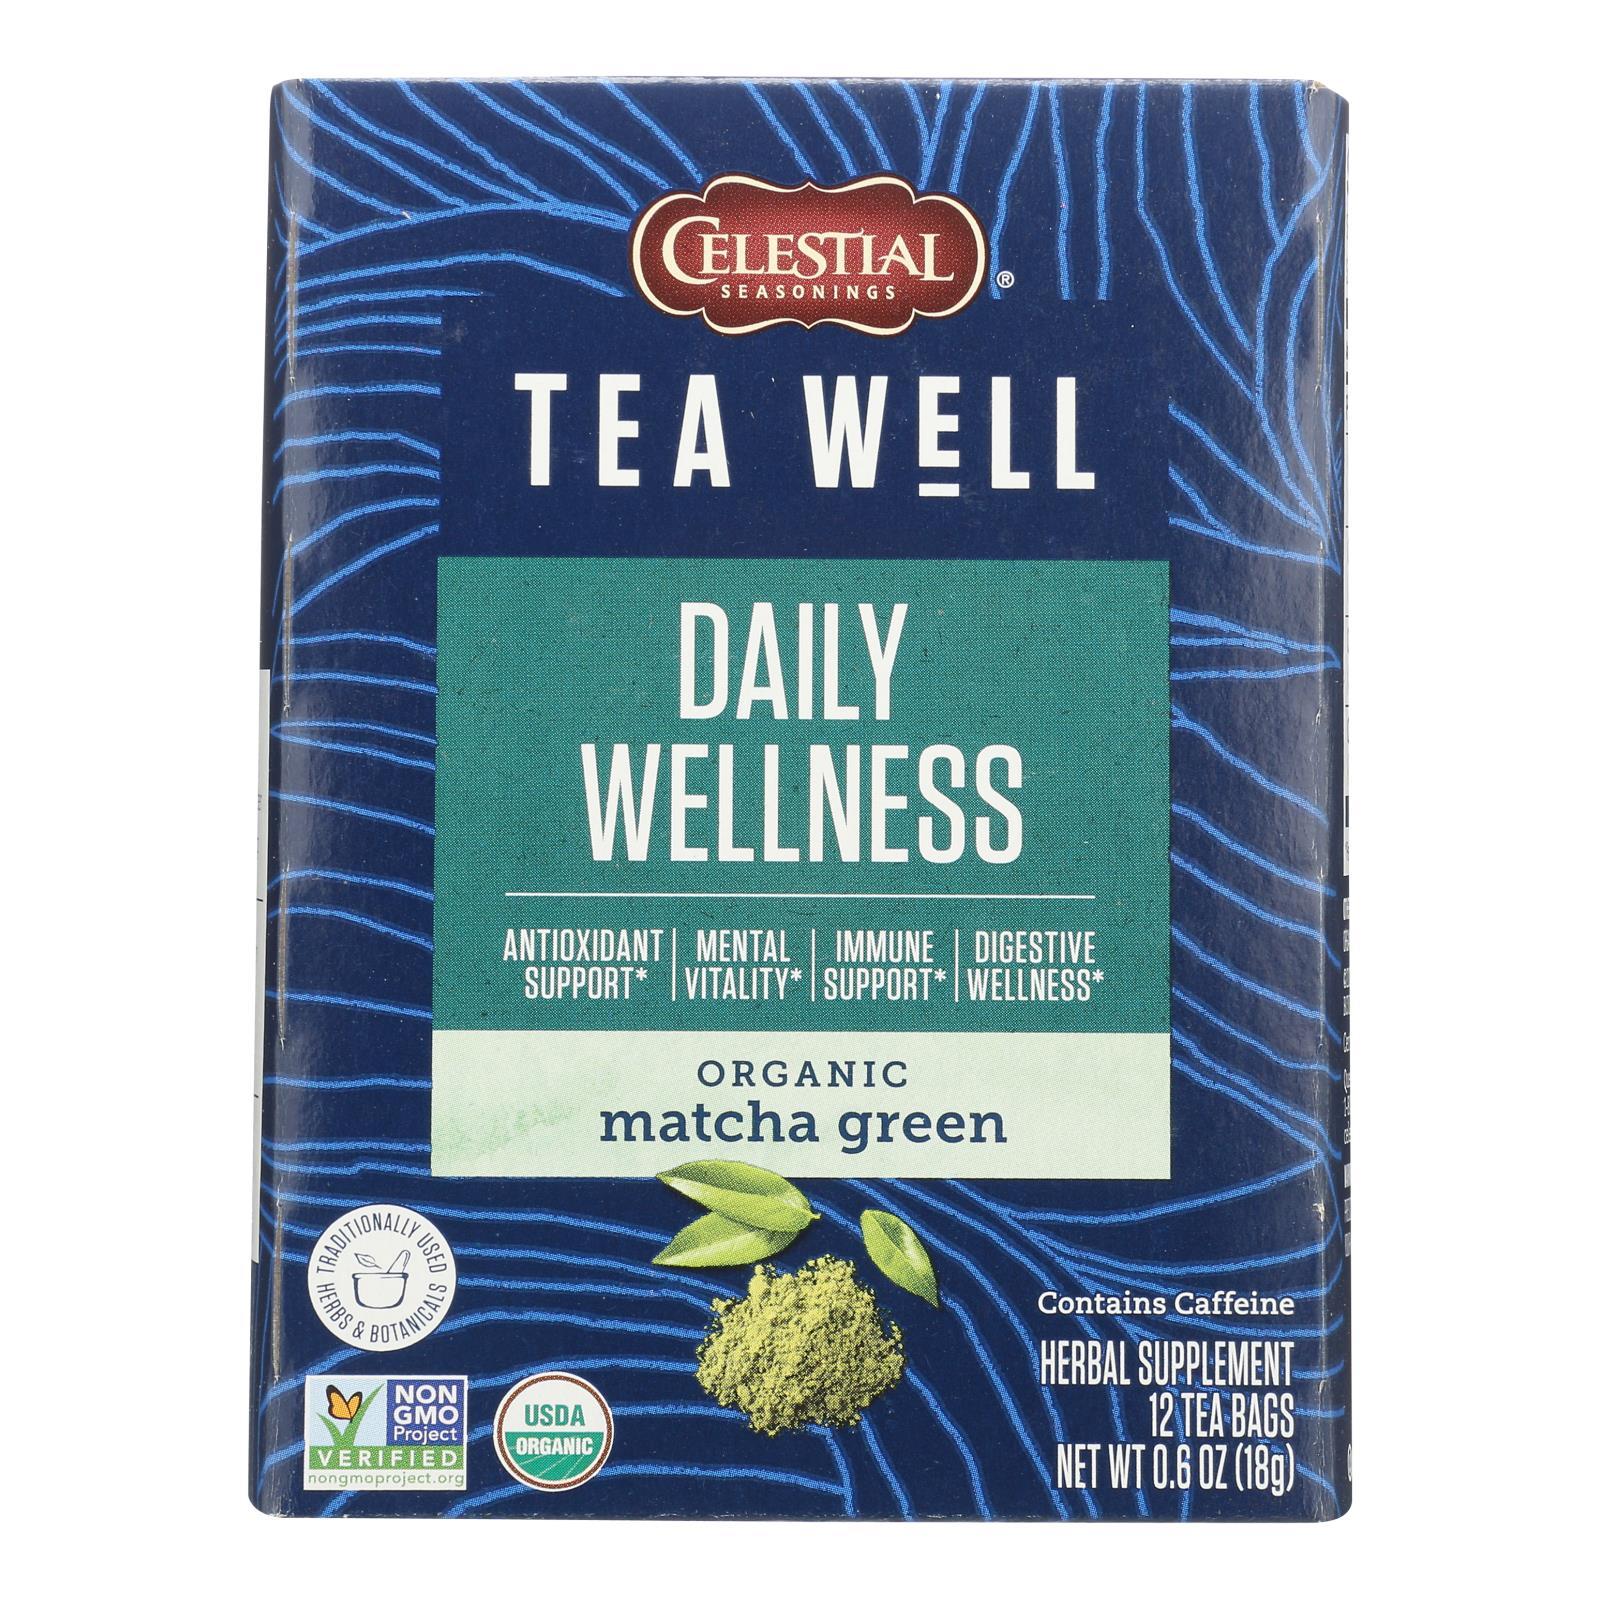 CELESTIAL
SEASONINGS
®
TEA WELL
DAILY
WELLNESS
ANTIOXIDANT SUPPORT*
MENTAL VITALITY*
IMMUNE SUPPORT*
DIGESTIVE WELLNESS*
ORGANIC
matcha green
TRADITIONALLY USED
HERBS & BOTANICALS
NON
GMO
Project
VERIFIED
nongmoproject.org
USDA
ORGANIC
Contains Caffeine
HERBAL SUPPLEMENT
12 TEA BAGS
NET WT 0.6 OZ (18g)